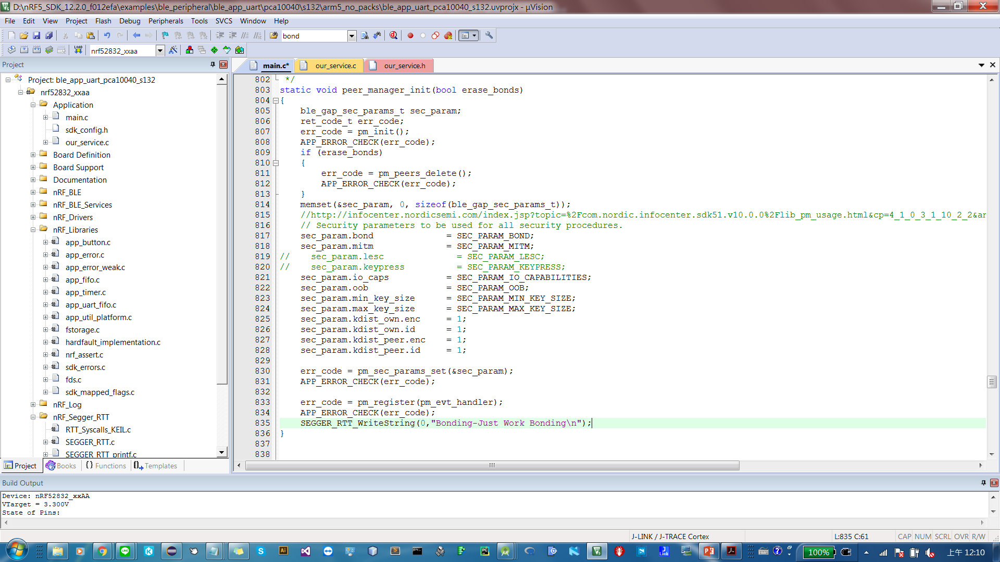 D:\nRF5_SDK_12.2.0_f012efa\examples\ble_peripheral\ble_app_uart\pca10040\s132\arm5_no_packs\ble_app_uart_pca10040_s132.uvprojx - µVision
File Edit View Project Flash Debug Peripherals Tools SVCS Window Help
bond
LOAD nrf52832_xxaa
Project
Project: ble_app_uart_pca10040_s132
nrf52832_xxaa
Application
main.c
sdk_config.h
our_service.c
Board Definition
Board Support
Documentation
nRF_BLE
nRF_BLE_Services
nRF_Drivers
nRF_Libraries
app_button.c
app_error.c
app_error_weak.c
app_fifo.c
app_timer.c
app_uart_fifo.c
app_util_platform.c
fstorage.c
hardfault_implementation.c
nrf_assert.c
sdk_errors.c
fds.c
sdk_mapped_flags.c
nRF_Log
nRF_Segger_RTT
RTT_Syscalls_KEIL.c
SEGGER_RTT.c
SEGGER_RTT_printf.c
Project Books {} Functions Templates
main.c* our_service.c our_service.h
802 */
803 static void peer_manager_init(bool erase_bonds)
804 {
805 ble_gap_sec_params_t sec_param;
806 ret_code_t err_code;
807 err_code = pm_init();
808 APP_ERROR_CHECK(err_code);
809 if (erase_bonds)
810 {
811 err_code = pm_peers_delete();
812 APP_ERROR_CHECK(err_code);
813 }
814 memset(&sec_param, 0, sizeof(ble_gap_sec_params_t));
815 //http://infocenter.nordicsemi.com/index.jsp?topic=%2Fcom.nordic.infocenter.sdk51.v10.0.0%2Flib_pm_usage.html&cp=4_1_0_3_1_10_2_2&an
816 // Security parameters to be used for all security procedures.
817 sec_param.bond = SEC_PARAM_BOND;
818 sec_param.mitm = SEC_PARAM_MITM;
819 // sec_param.lesc = SEC_PARAM_LESC;
820 // sec_param.keypress = SEC_PARAM_KEYPRESS;
821 sec_param.io_caps = SEC_PARAM_IO_CAPABILITIES;
822 sec_param.oob = SEC_PARAM_OOB;
823 sec_param.min_key_size = SEC_PARAM_MIN_KEY_SIZE;
824 sec_param.max_key_size = SEC_PARAM_MAX_KEY_SIZE;
825 sec_param.kdist_own.enc = 1;
826 sec_param.kdist_own.id = 1;
827 sec_param.kdist_peer.enc = 1;
828 sec_param.kdist_peer.id = 1;
829
830 err_code = pm_sec_params_set(&sec_param);
831 APP_ERROR_CHECK(err_code);
832
833 err_code = pm_register(pm_evt_handler);
834 APP_ERROR_CHECK(err_code);
835 SEGGER_RTT_WriteString(0,"Bonding-Just Work Bonding\n");
836 }
837
838
Build Output
Device: nRF52832_xxAA
VTarget = 3.300V
State of Pins:
J-LINK / J-TRACE Cortex L:835 C:61 CAP NUM SCRL OVR R/W
100% 上午 12:10